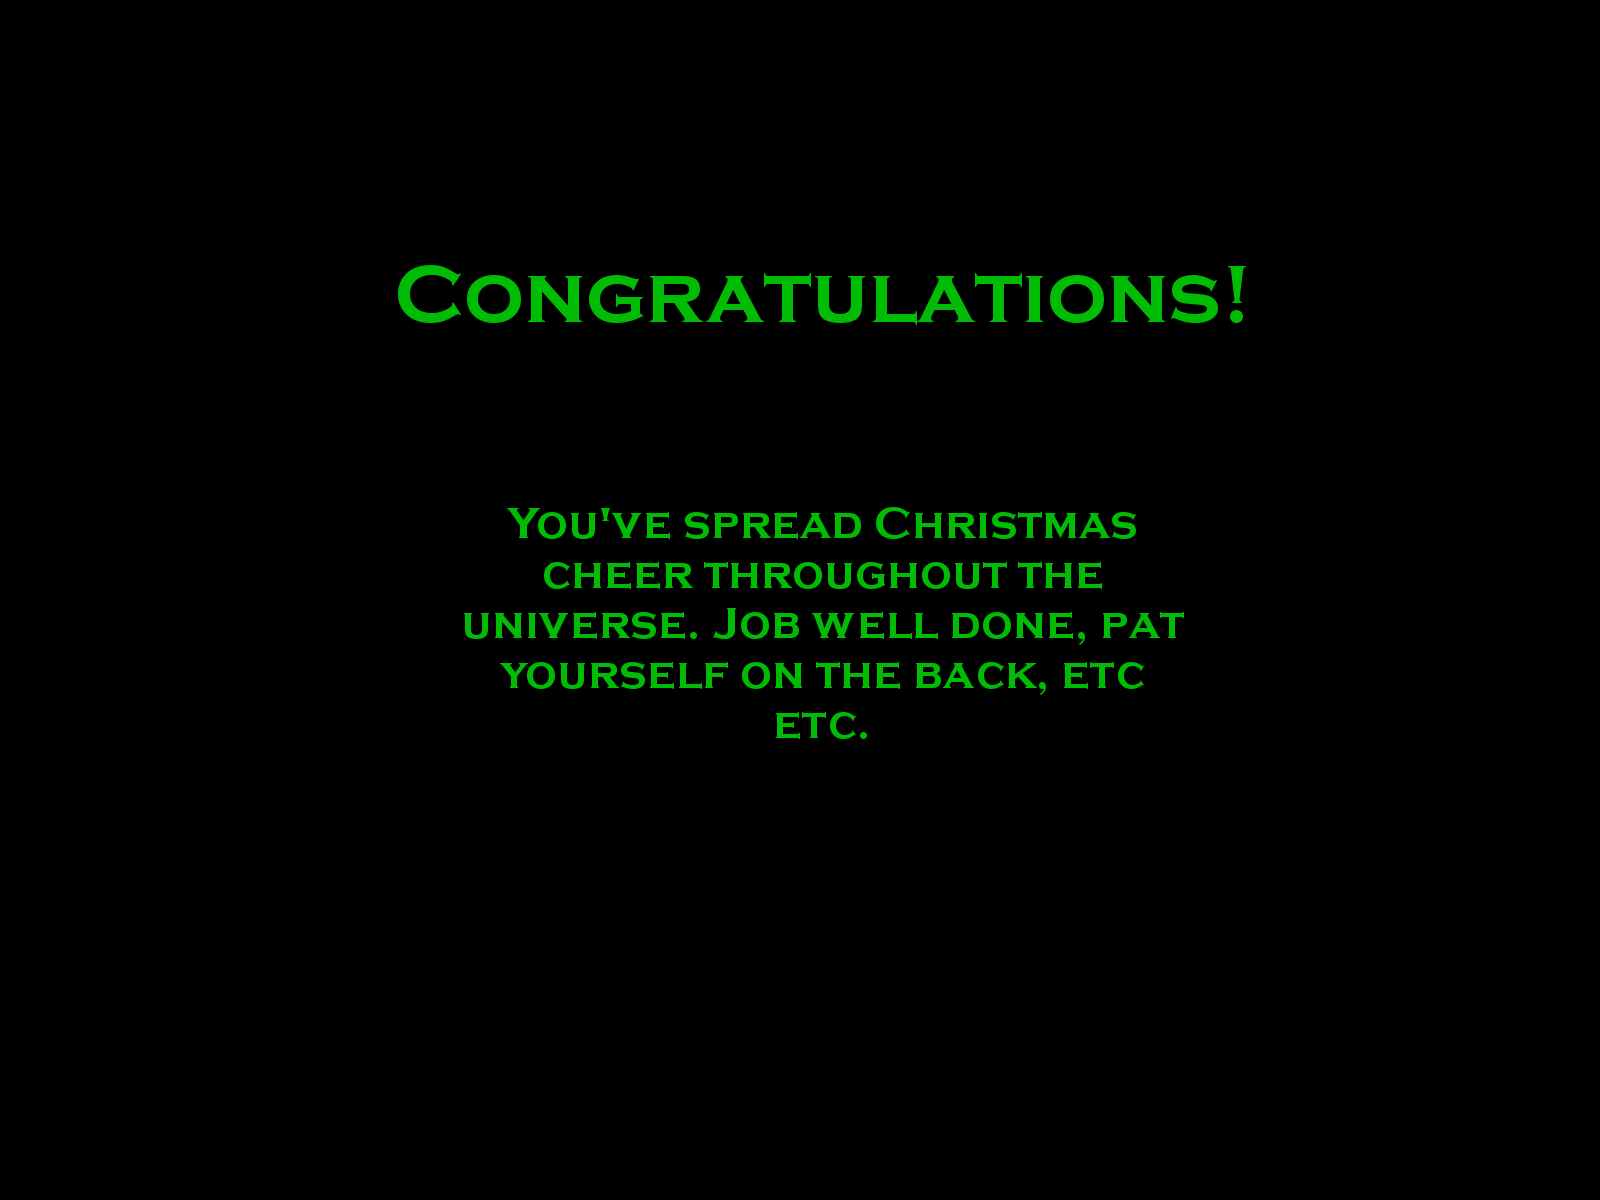 Congratulations!
You've spread Christmas
cheer throughout the
universe. Job well done, pat
yourself on the back, etc
etc.